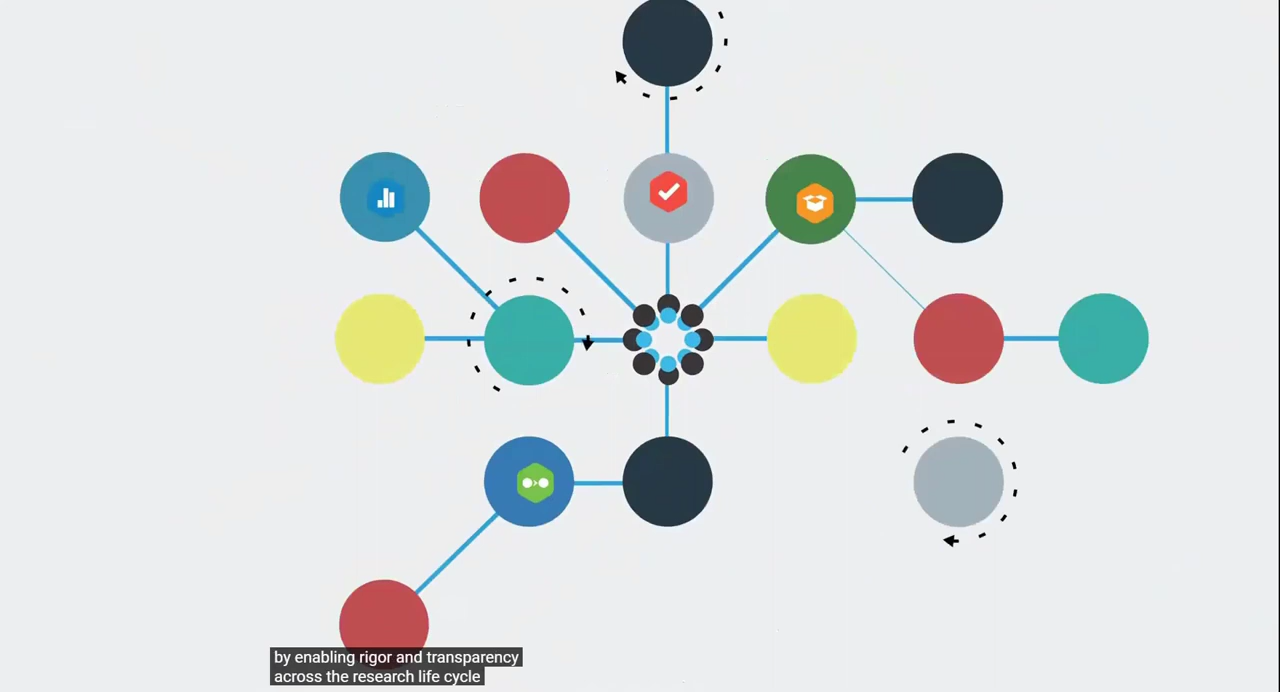 by enabling rigor and transparency
across the research life cycle